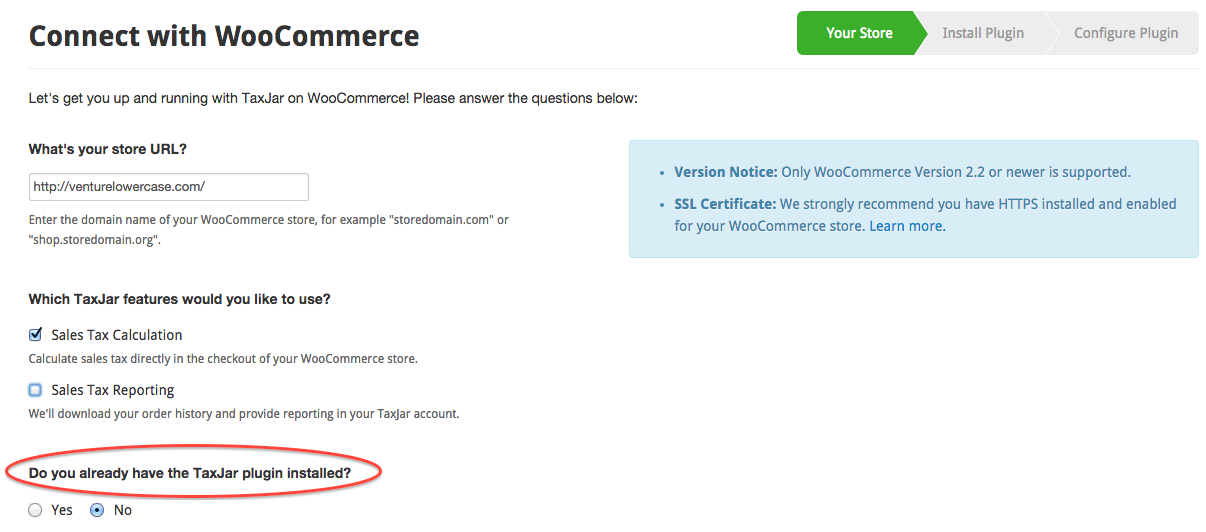 Connect with WooCommerce
Your Store
Install Plugin
Configure Plugin
Let's get you up and running with TaxJar on WooCommerce! Please answer the questions below:
What's your store URL?
http://venturelowercase.com/
Enter the domain name of your WooCommerce store, for example "storedomain.com" or
"shop.storedomain.org".
Version Notice: Only WooCommerce Version 2.2 or newer is supported.
SSL Certificate: We strongly recommend you have HTTPS installed and enabled
for your WooCommerce store. Learn more.
Which TaxJar features would you like to use?
Sales Tax Calculation
Calculate sales tax directly in the checkout of your WooCommerce store.
Sales Tax Reporting
We'll download your order history and provide reporting in your TaxJar account.
Do you already have the TaxJar plugin installed?
Yes
No